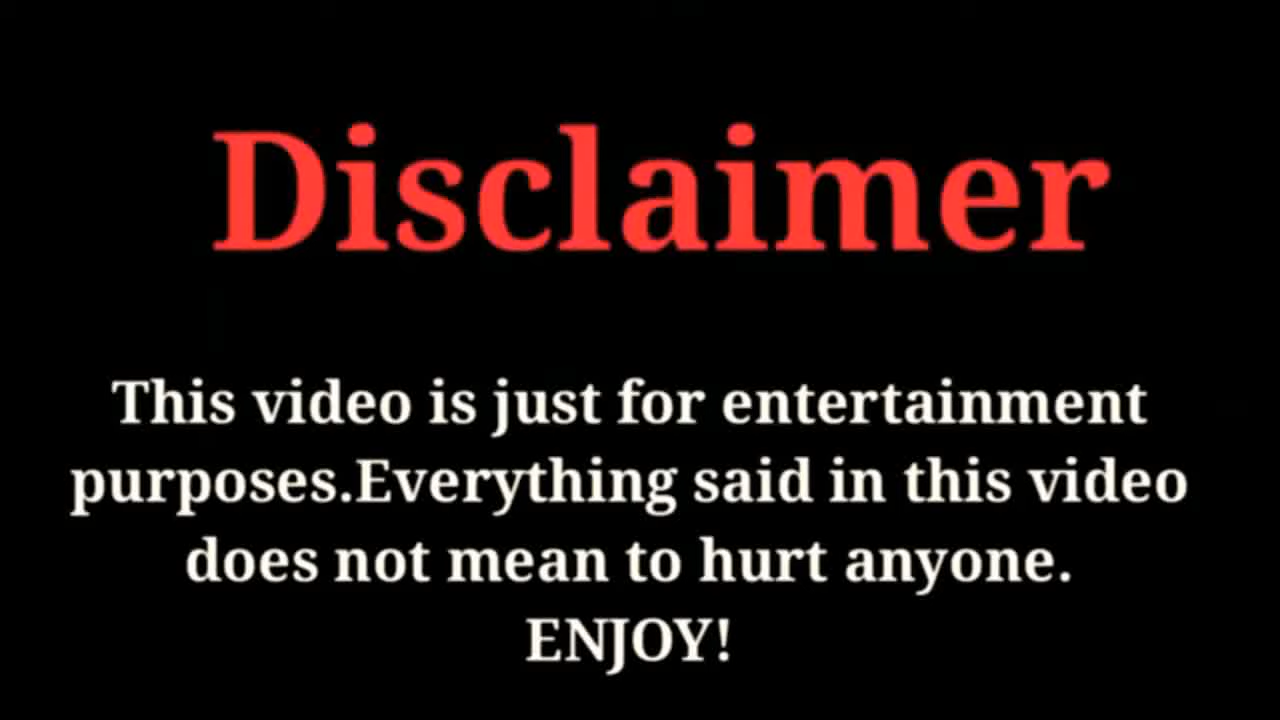 Disclaimer
This video is just for entertainment
purposes.Everything said in this video
does not mean to hurt anyone.
ENJOY!